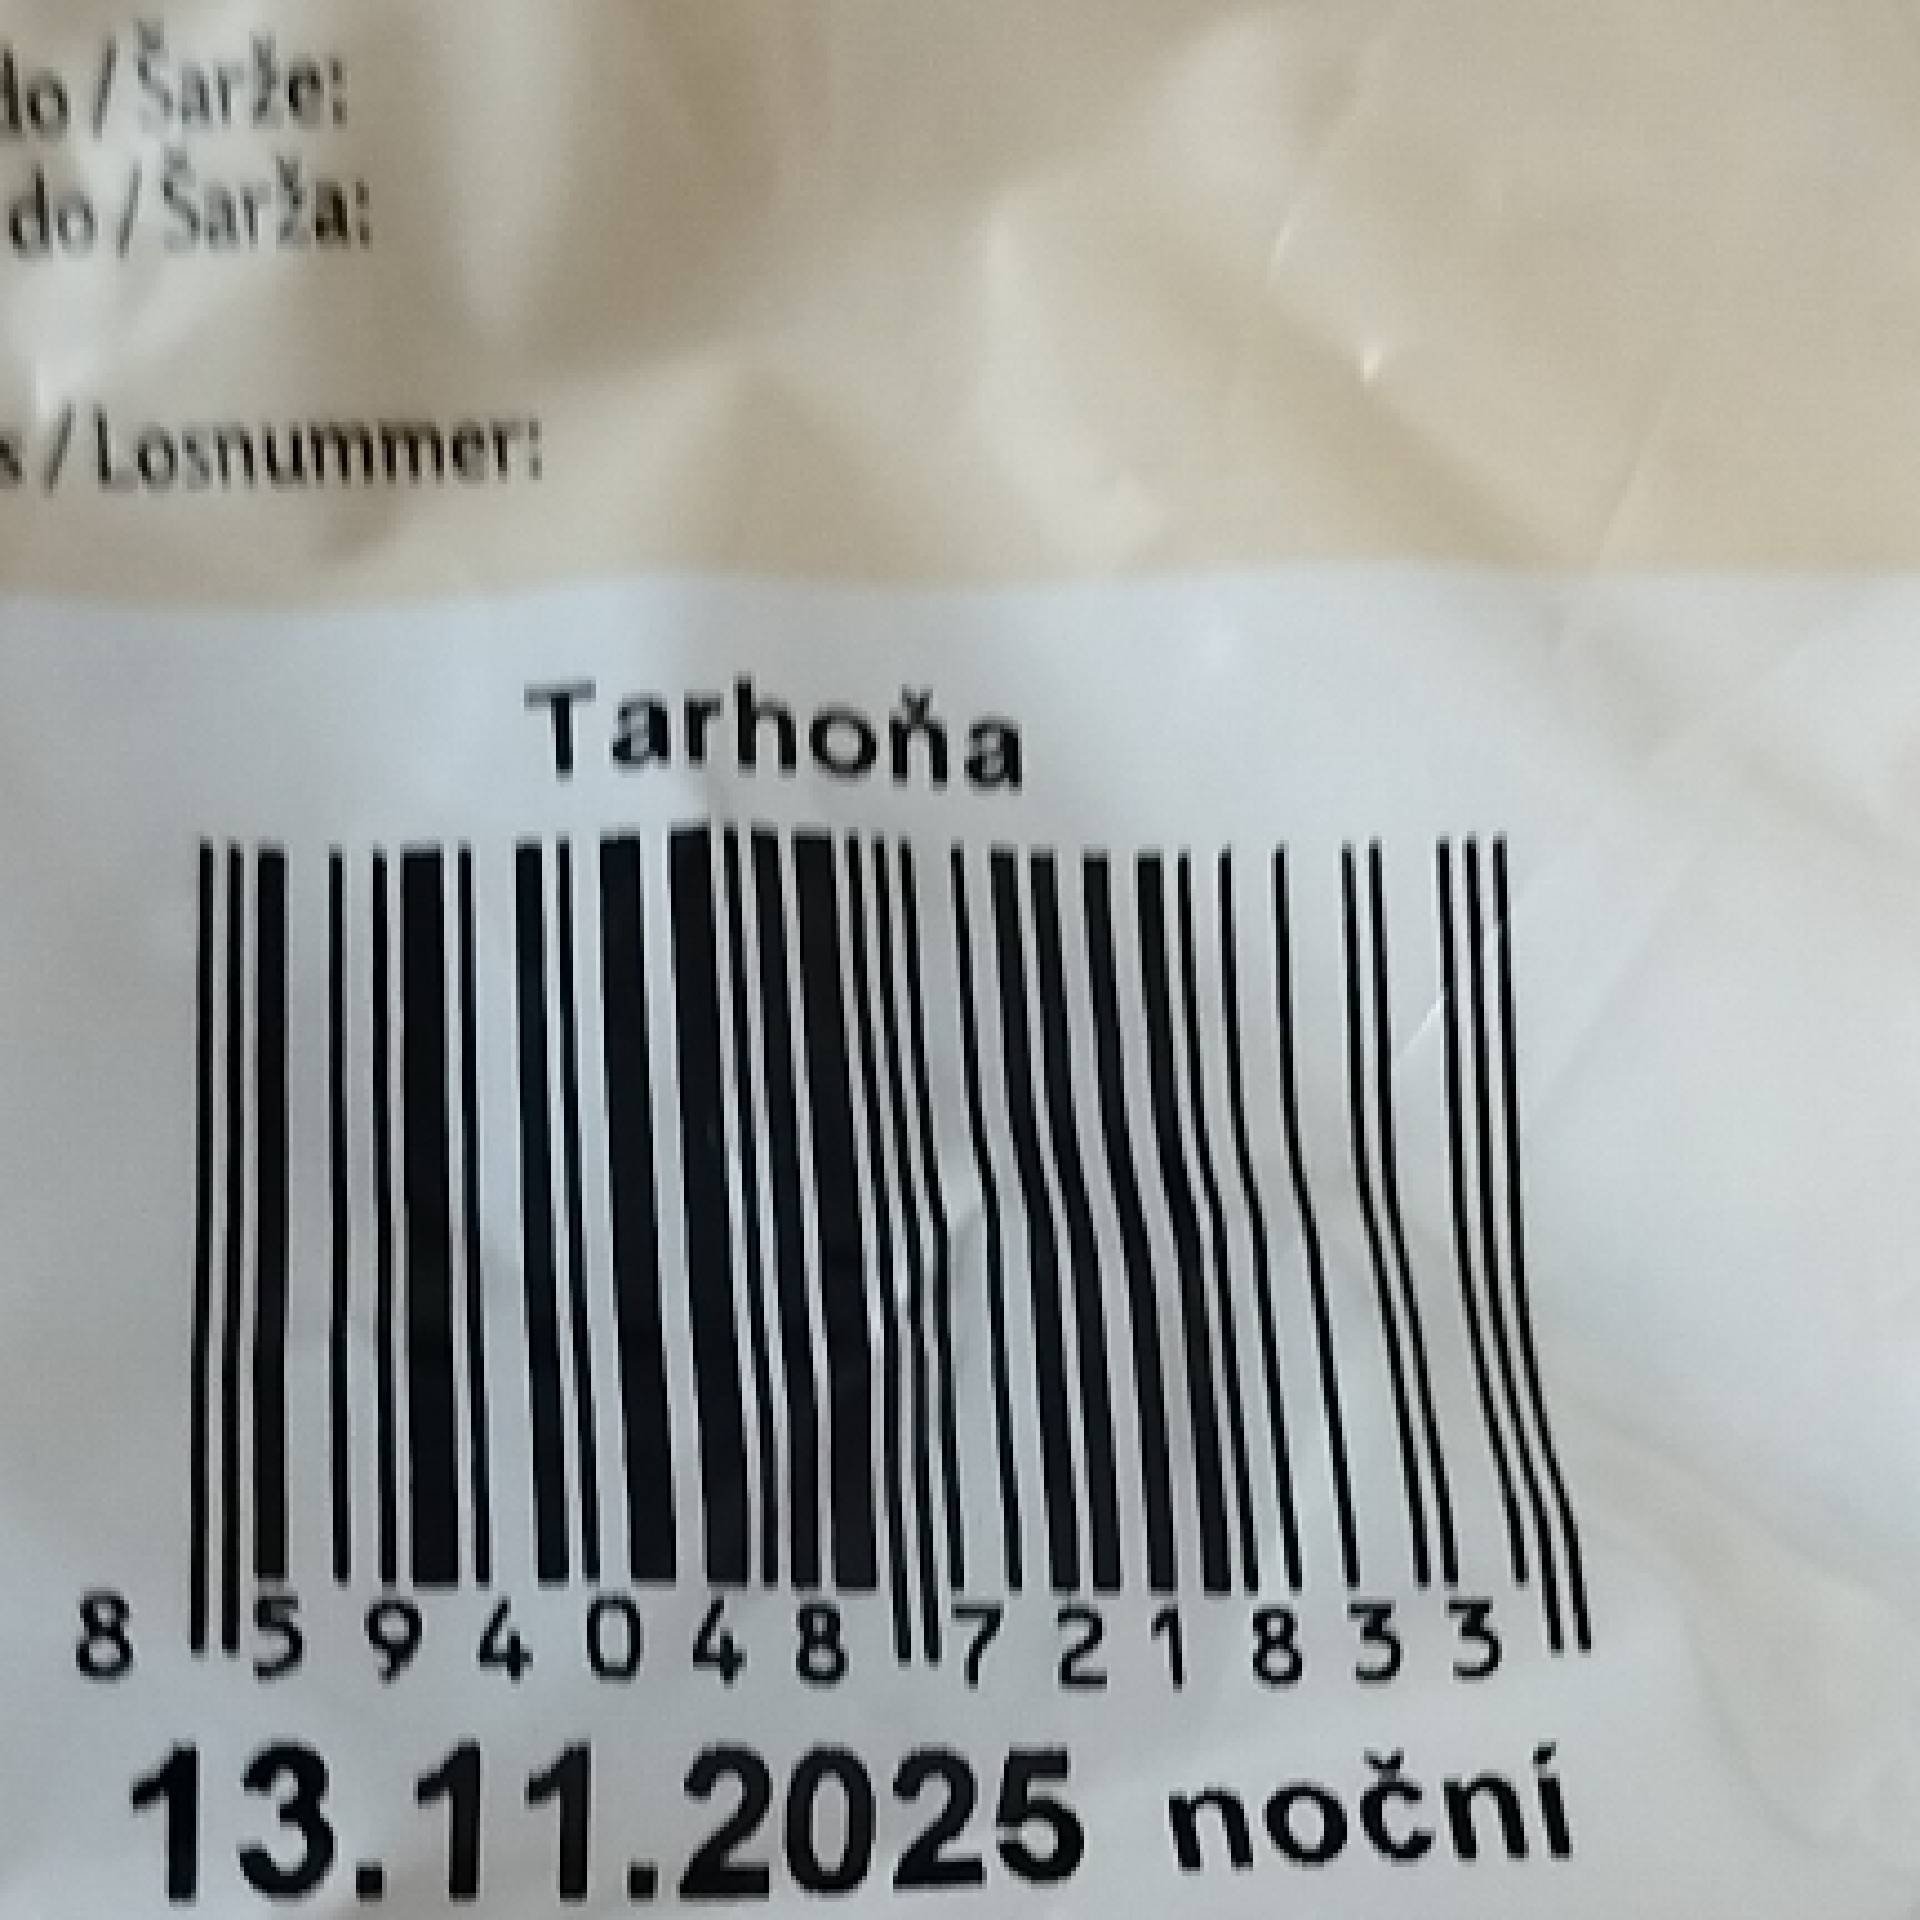 do / Šarže:
do / Šarža:
s / Losnummer:
Tarhoňa
8 594048 721833
13.11.2025 noční